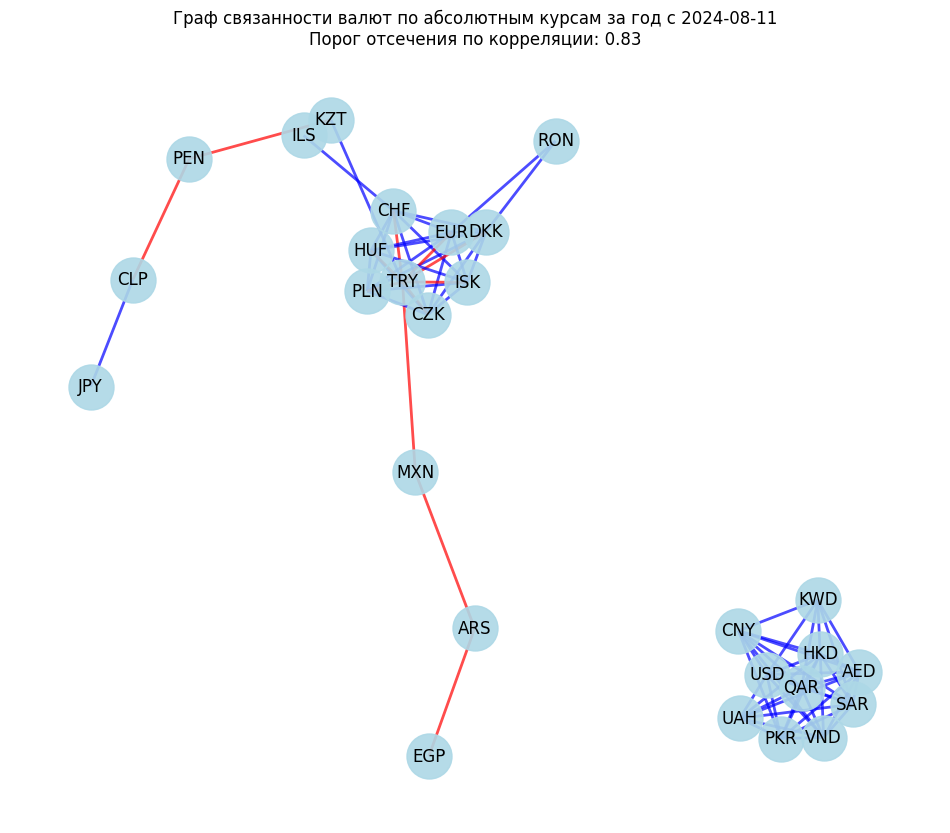 Граф связанности валют по абсолютным курсам за год с 2024-08-11
Порог отсечения по корреляции: 0.83
KZT
ILS
RON
PEN
CHF
EUR
DKK
HUF
CLP
TRY
ISK
PLN
CZK
JPY
MXN
KWD
ARS
CNY
HKD
USD
AED
QAR
SAR
UAH
PKR
VND
EGP